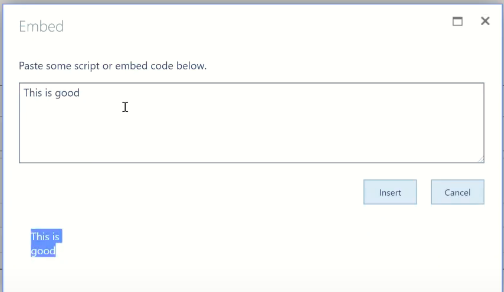 Embed
Paste some script or embed code below.
This is good
Insert
Cancel
This is
good